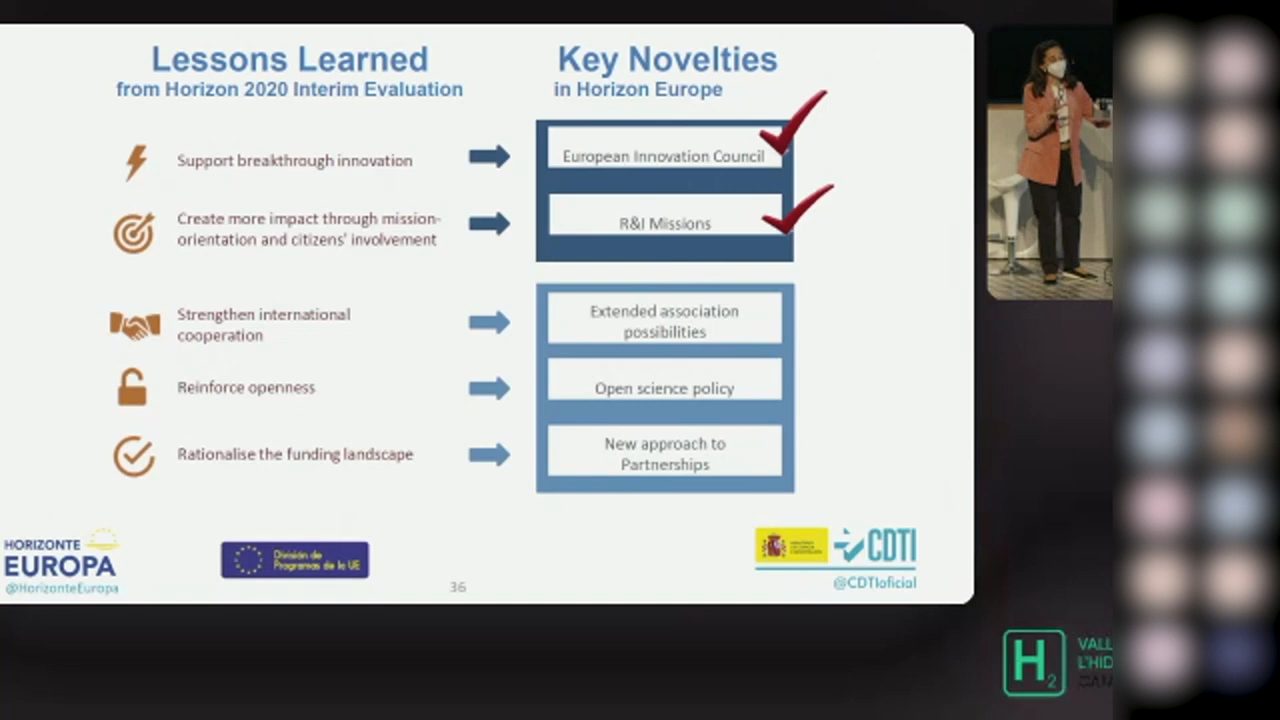 Lessons Learned
from Horizon 2020 Interim Evaluation
Key Novelties
in Horizon Europe
Support breakthrough innovation
European Innovation Council
Create more impact through mission-
orientation and citizens' involvement
R&I Missions
Strengthen international
cooperation
Extended association
possibilities
Reinforce openness
Open science policy
Rationalise the funding landscape
New approach to
Partnerships
HORIZONTE
EUROPA
@HorizonteEuropa
División de
Programas de la UE
36
CDTI
@CDTIoficial
H2
VALL
L'HID